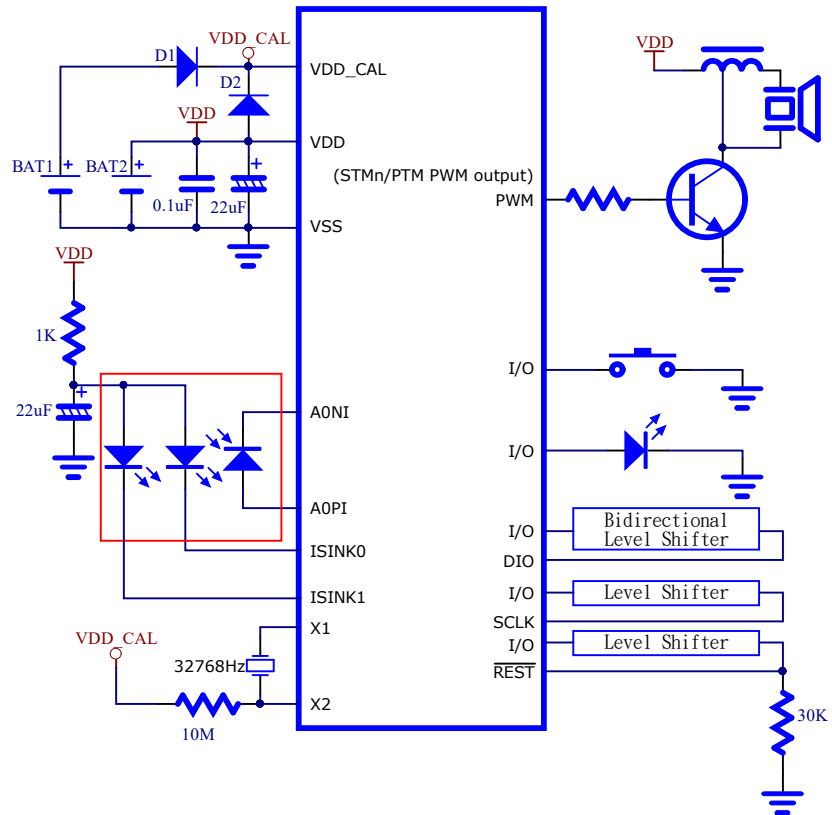 VDD_CAL
D1
VDD_CAL
D2
VDD
VDD
BAT1
+
BAT2
+
+
0.1uF
22uF
VSS
VDD
1K
+
22uF
A0NI
A0PI
ISINK0
ISINK1
VDD_CAL
X1
32768Hz
X2
10M
(STMn/PTM PWM output)
PWM
VDD
I/O
I/O
I/O
Bidirectional
Level Shifter
DIO
I/O
Level Shifter
SCLK
I/O
Level Shifter
REST
30K